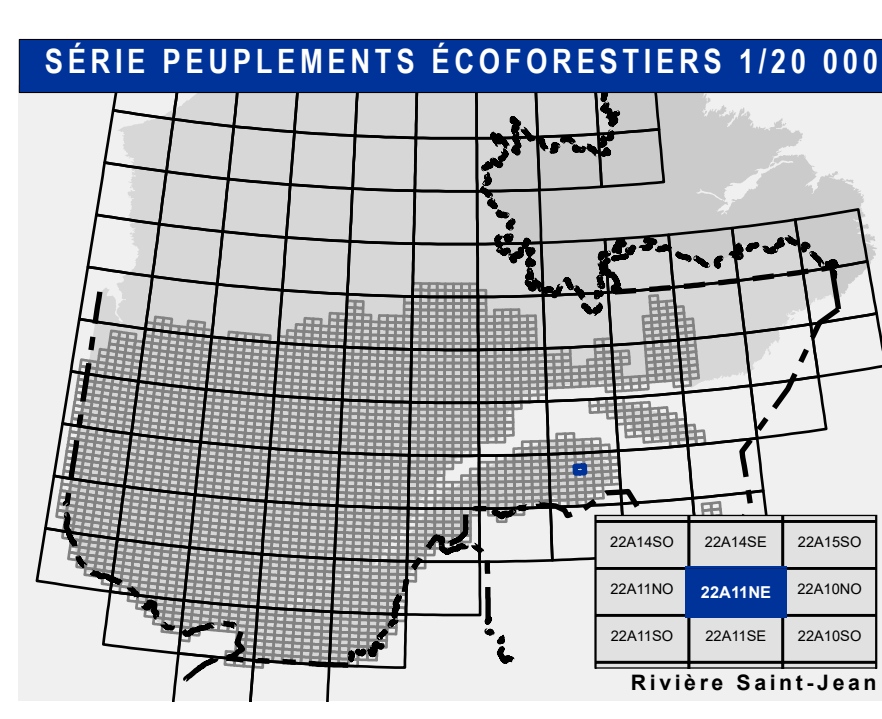 SÉRIE PEUPLEMENTS ÉCOFORESTIERS 1/20 000
22A14SO 22A14SE 22A15SO
22A11NO 22A11NE 22A10NO
22A11SO 22A11SE 22A10SO
Rivière Saint-Jean